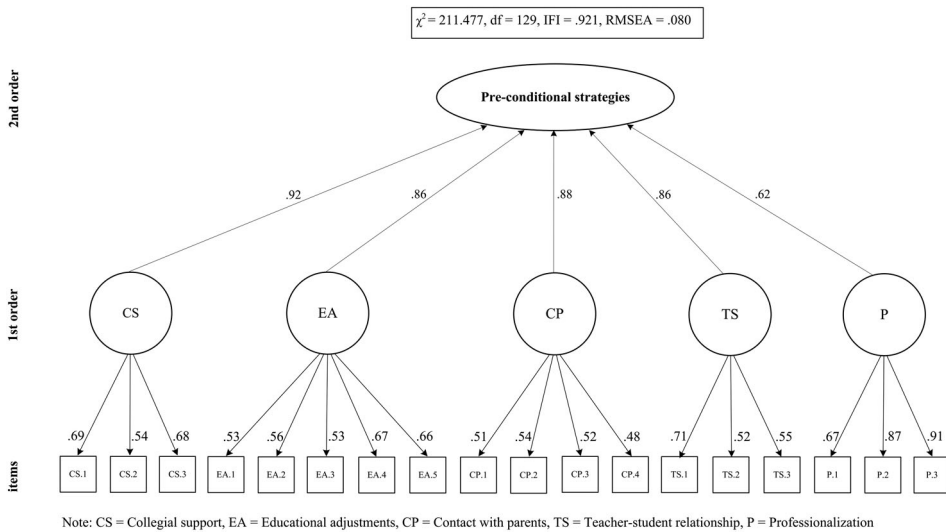 χ² = 211.477, df = 129, IFI = .921, RMSEA = .080
2nd order
Pre-conditional strategies
.92 .86 .88 .86 .62
1st order
CS EA CP TS P
.69 .54 .68 .53 .56 .53 .67 .66 .51 .54 .52 .48 .71 .52 .55 .67 .87 .91
items
CS.1 CS.2 CS.3 EA.1 EA.2 EA.3 EA.4 EA.5 CP.1 CP.2 CP.3 CP.4 TS.1 TS.2 TS.3 P.1 P.2 P.3
Note: CS = Collegial support, EA = Educational adjustments, CP = Contact with parents, TS = Teacher-student relationship, P = Professionalization